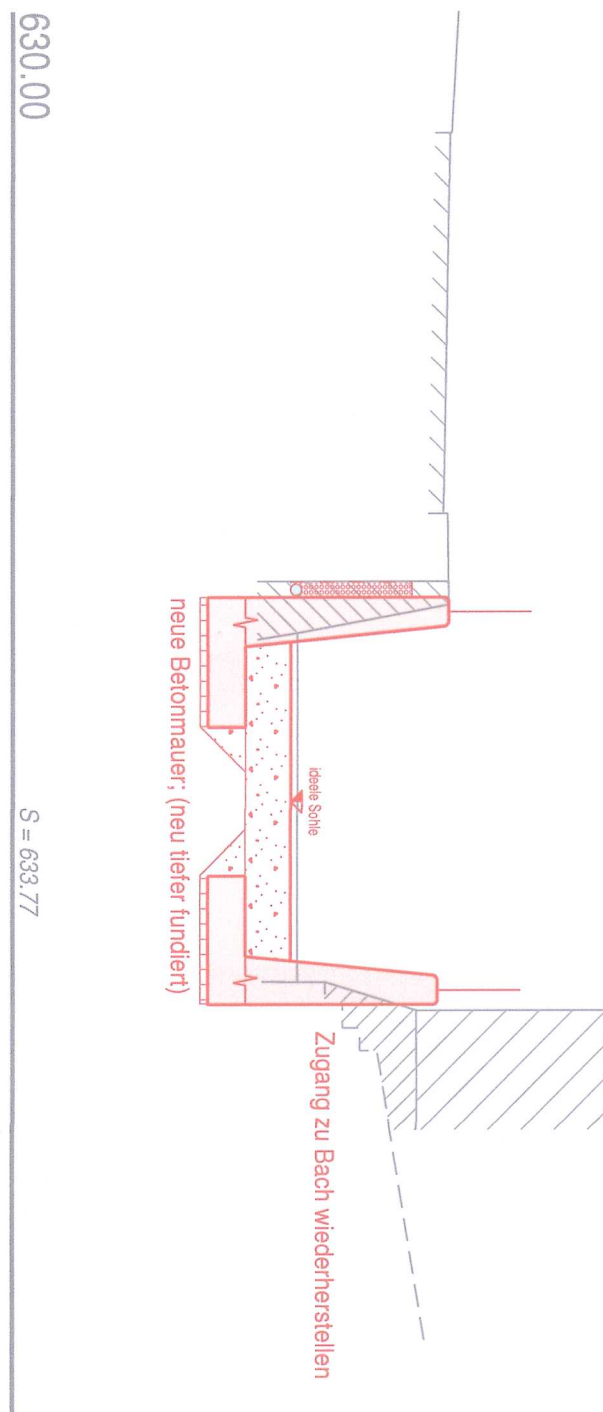 ideele Sohle
Zugang zu Bach wiederherstellen
neue Betonmauer; (neu tiefer fundiert)
630.00
S = 633.77